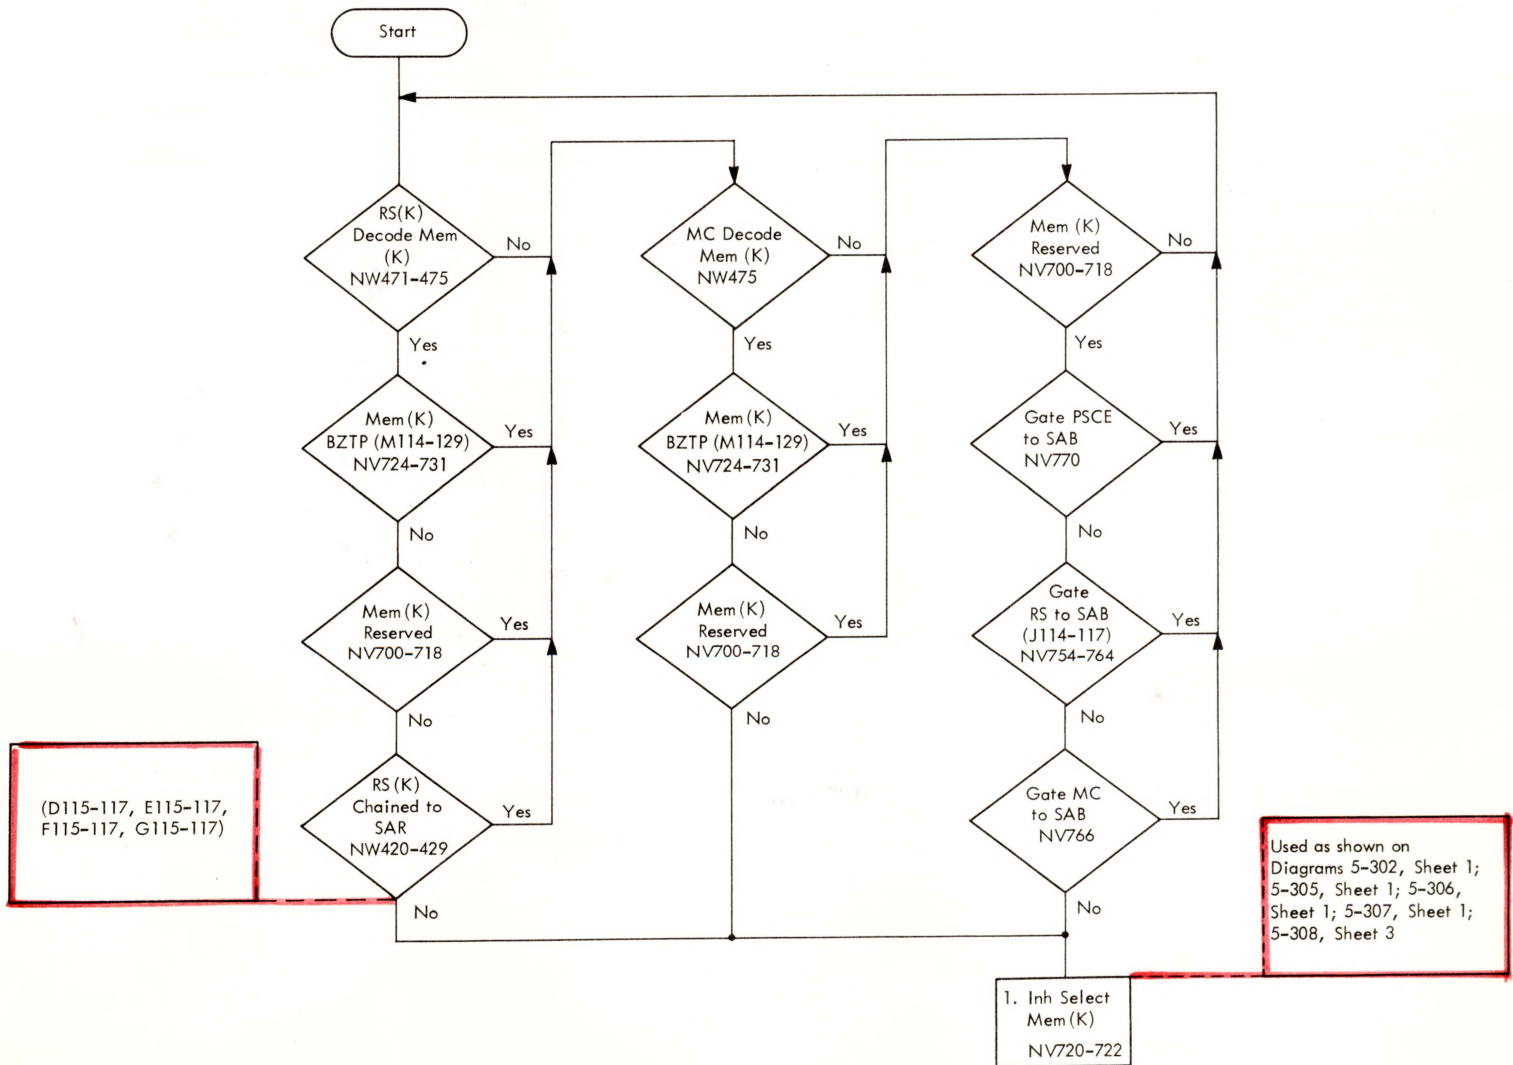 Start
RS(K)
Decode Mem
(K)
NW471-475
No
Yes
Mem(K)
BZTP (M114-129)
NV724-731
Yes
No
Mem(K)
Reserved
NV700-718
Yes
No
RS(K)
Chained to
SAR
NW420-429
Yes
No
(D115-117, E115-117,
F115-117, G115-117)
MC Decode
Mem (K)
NW475
No
Yes
Mem(K)
BZTP (M114-129)
NV724-731
Yes
No
Mem(K)
Reserved
NV700-718
Yes
No
Mem (K)
Reserved
NV700-718
No
Yes
Gate PSCE
to SAB
NV770
Yes
No
Gate
RS to SAB
(J114-117)
NV754-764
Yes
No
Gate MC
to SAB
NV766
Yes
No
Used as shown on
Diagrams 5-302, Sheet 1;
5-305, Sheet 1; 5-306,
Sheet 1; 5-307, Sheet 1;
5-308, Sheet 3
1. Inh Select
Mem(K)
NV720-722